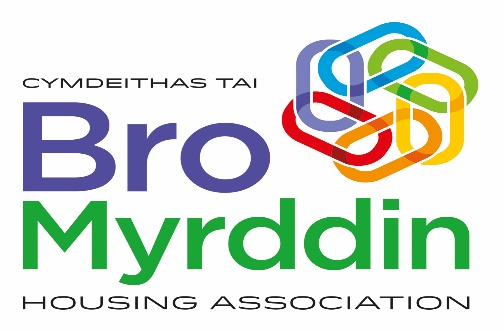 CYMDEITHAS TAI
Bro
Myrddin
HOUSING ASSOCIATION